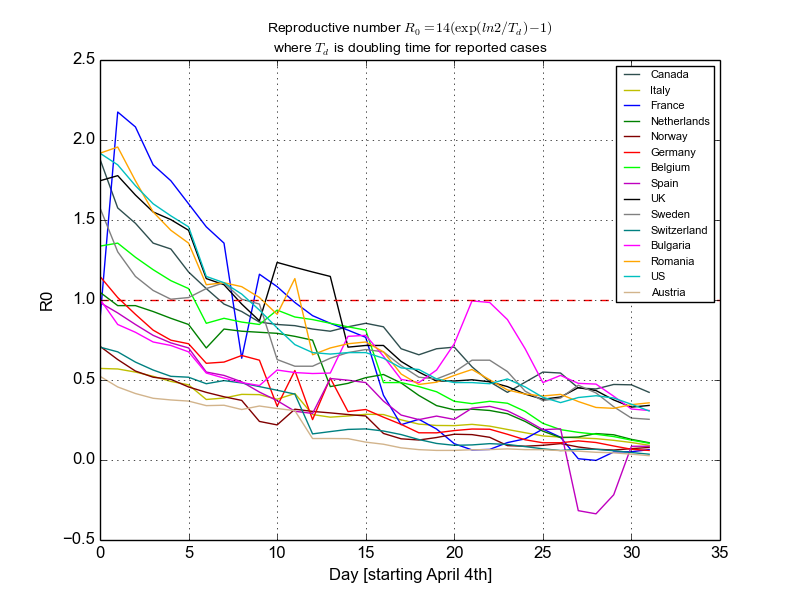 Reproductive number R_0 = 14(exp(ln2/T_d)−1)
where T_d is doubling time for reported cases
2.5
2.0
1.5
1.0
0.5
0.0
−0.5
R0
0 5 10 15 20 25 30 35
Day [starting April 4th]
Canada
Italy
France
Netherlands
Norway
Germany
Belgium
Spain
UK
Sweden
Switzerland
Bulgaria
Romania
US
Austria